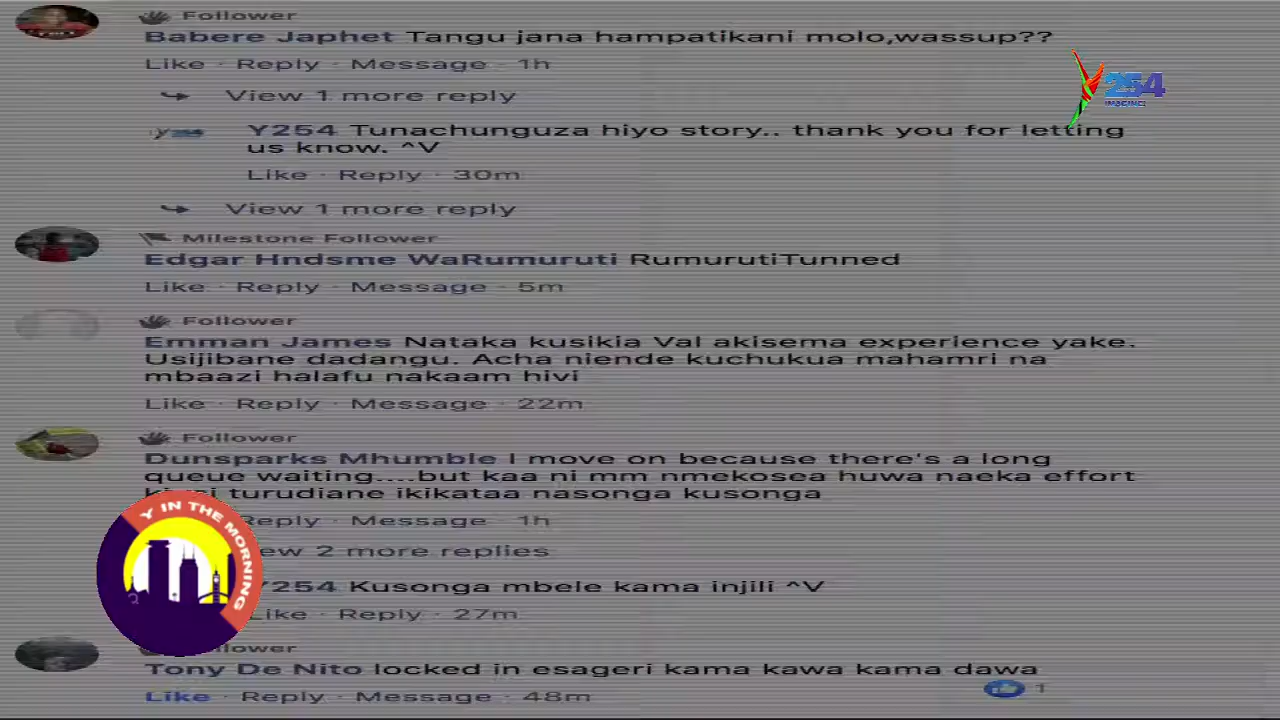 Follower
Babere Japhet Tangu jana hampatikani molo,wassup??
Like · Reply · Message · 1h
View 1 more reply
Y254 Tunachunguza hiyo story.. thank you for letting
us know. ^V
Like · Reply · 30m
View 1 more reply
Milestone Follower
Edgar Hndsme WaRumuruti RumurutiTunned
Like · Reply · Message · 5m
Follower
Emman James Nataka kusikia Val akisema experience yake.
Usijibane dadangu. Acha niende kuchukua mahamri na
mbaazi halafu nakaam hivi
Like · Reply · Message · 22m
Follower
Dunsparks Mhumble I move on because there's a long
queue waiting....but kaa ni mm nmekosea huwa naeka effort
turudiane ikikataa nasonga kusonga
Reply · Message · 1h
2 more replies
Y254 Kusonga mbele kama injili ^V
Like · Reply · 27m
Tony De Nito locked in esageri kama kawa kama dawa
Like · Reply · Message · 48m
1
Y254
IMAGINE!
Y IN THE MORNING